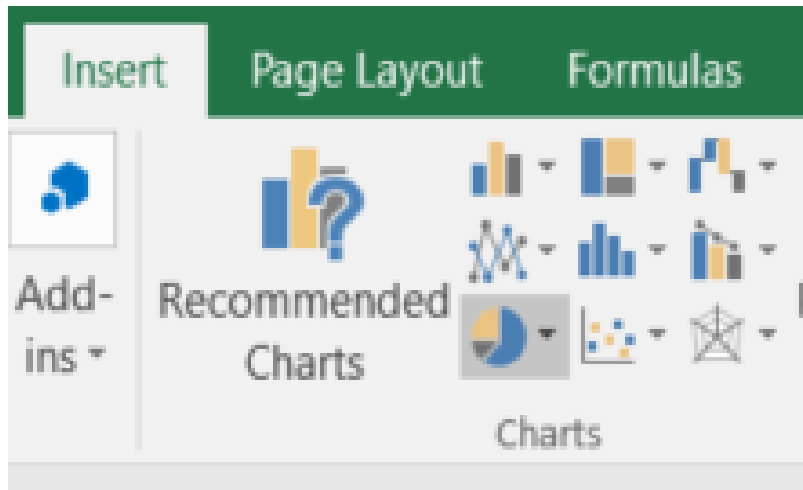 Insert Page Layout Formulas
Add-
ins
Recommended
Charts
Charts